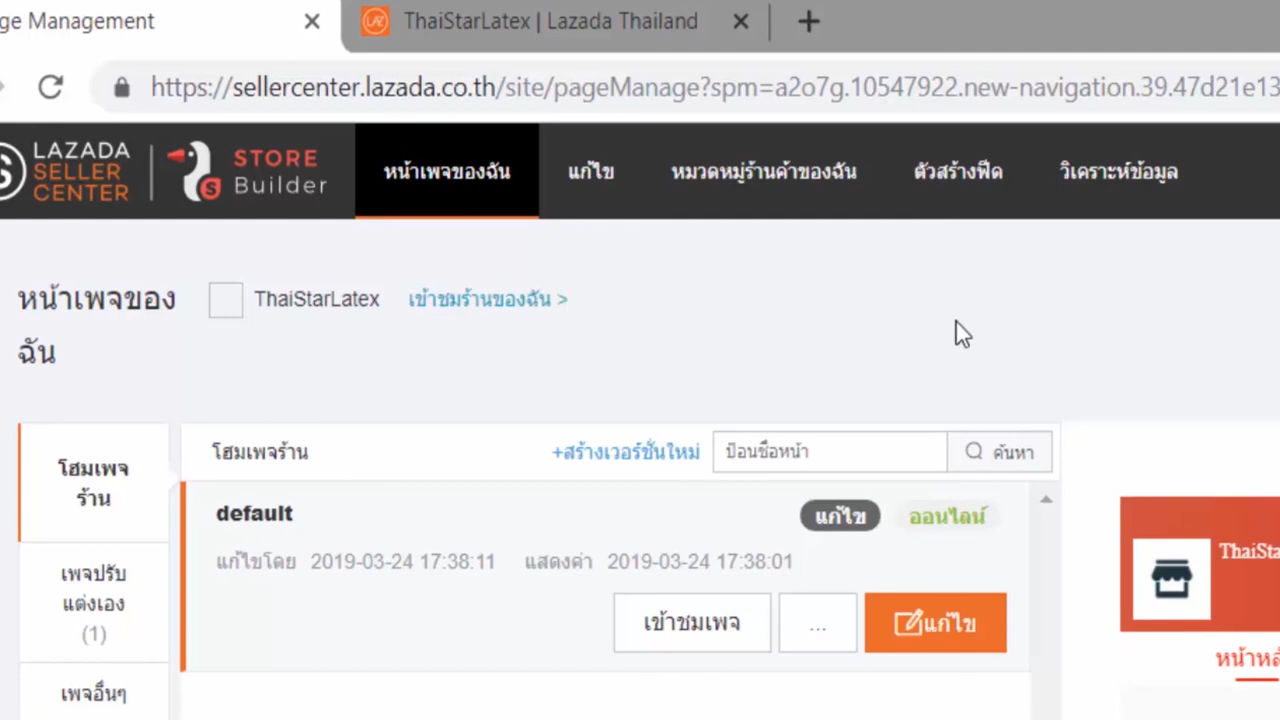 ge Management
ThaiStarLatex | Lazada Thailand
https://sellercenter.lazada.co.th/site/pageManage?spm=a2o7g.10547922.new-navigation.39.47d21e13
LAZADA
SELLER
CENTER
STORE
Builder
หน้าเพจของฉัน
แก้ไข
หมวดหมู่ร้านค้าของฉัน
ตัวสร้างฟีด
วิเคราะห์ข้อมูล
หน้าเพจของ
ฉัน
ThaiStarLatex
เข้าชมร้านของฉัน >
โฮมเพจ
ร้าน
เพจปรับ
แต่งเอง
(1)
เพจอื่นๆ
โฮมเพจร้าน
+สร้างเวอร์ชั่นใหม่
ป้อนชื่อหน้า
ค้นหา
default
แก้ไข
ออนไลน์
แก้ไขโดย 2019-03-24 17:38:11
แสดงค่า 2019-03-24 17:38:01
เข้าชมเพจ
...
แก้ไข
ThaiSta
หน้าหลั